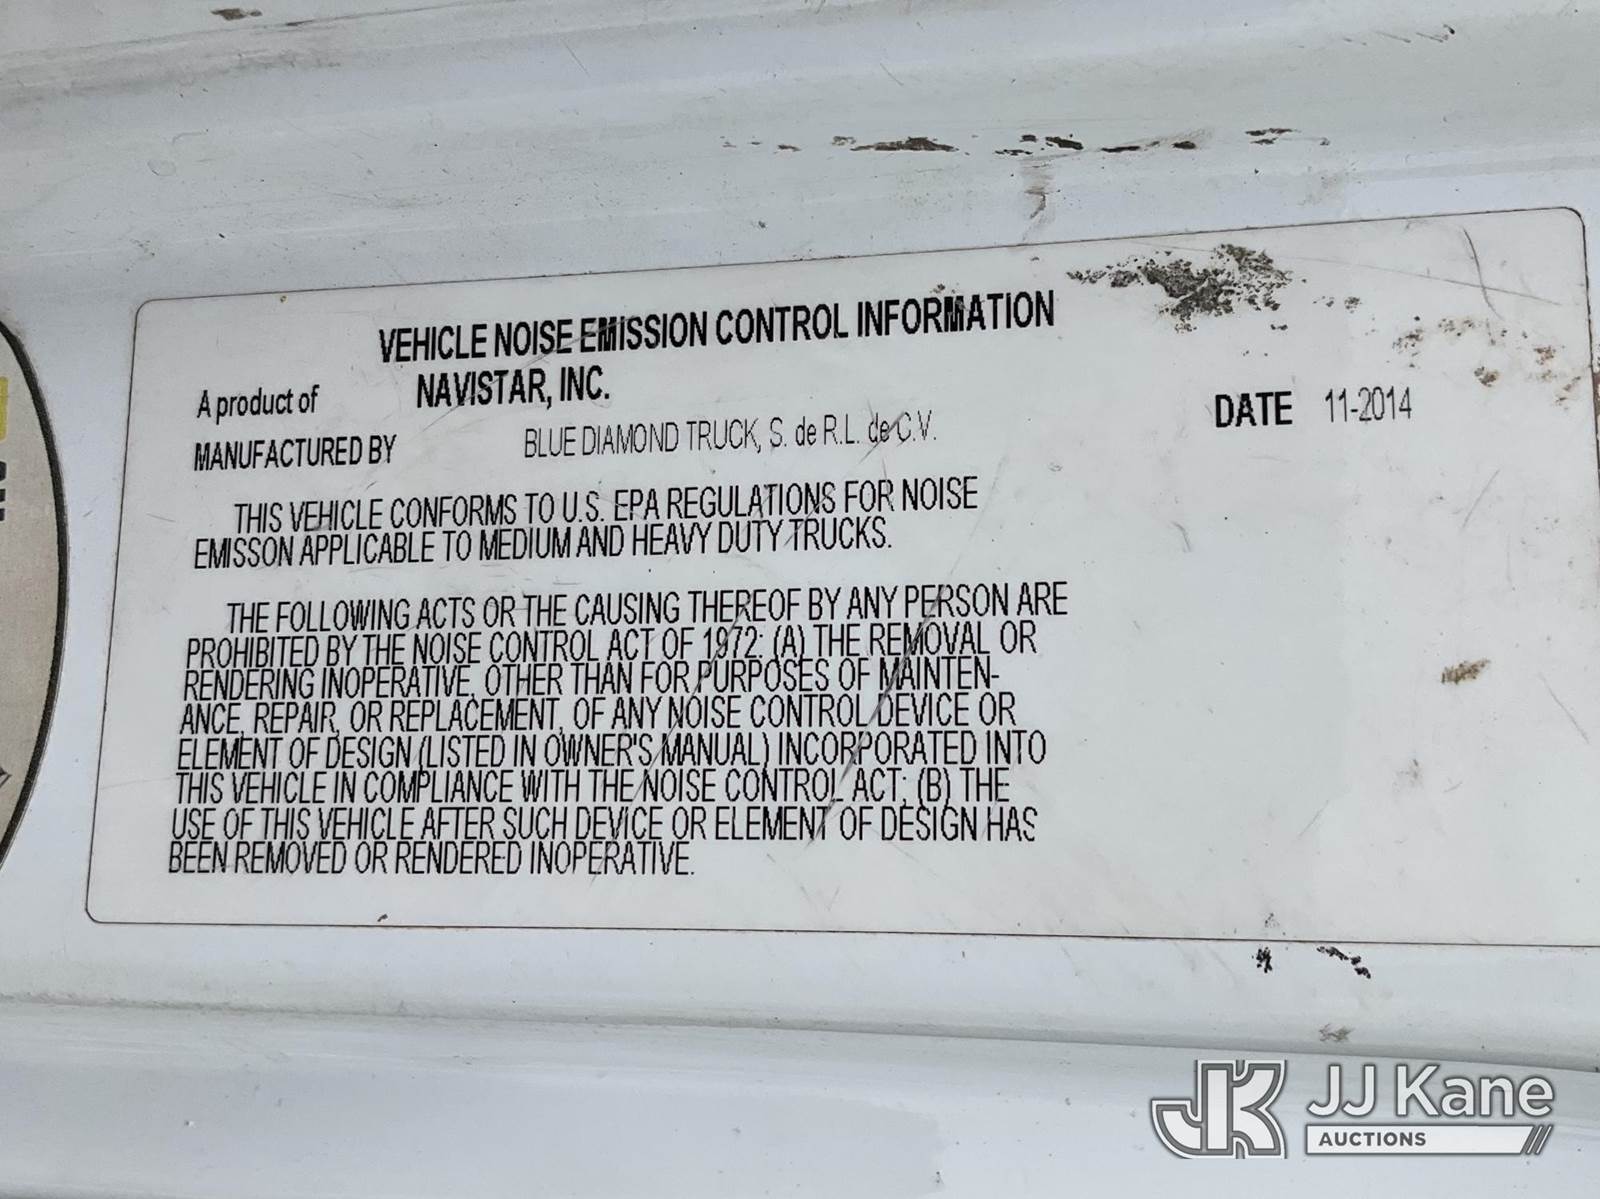 VEHICLE NOISE EMISSION CONTROL INFORMATION
A product of NAVISTAR, INC.
MANUFACTURED BY BLUE DIAMOND TRUCK, S. de R.L. de C.V.
DATE 11-2014
THIS VEHICLE CONFORMS TO U.S. EPA REGULATIONS FOR NOISE
EMISSON APPLICABLE TO MEDIUM AND HEAVY DUTY TRUCKS.
THE FOLLOWING ACTS OR THE CAUSING THEREOF BY ANY PERSON ARE
PROHIBITED BY THE NOISE CONTROL ACT OF 1972: (A) THE REMOVAL OR
RENDERING INOPERATIVE, OTHER THAN FOR PURPOSES OF MAINTEN-
ANCE, REPAIR, OR REPLACEMENT, OF ANY NOISE CONTROL DEVICE OR
ELEMENT OF DESIGN (LISTED IN OWNER'S MANUAL) INCORPORATED INTO
THIS VEHICLE IN COMPLIANCE WITH THE NOISE CONTROL ACT; (B) THE
USE OF THIS VEHICLE AFTER SUCH DEVICE OR ELEMENT OF DESIGN HAS
BEEN REMOVED OR RENDERED INOPERATIVE.
JK JJ Kane
AUCTIONS